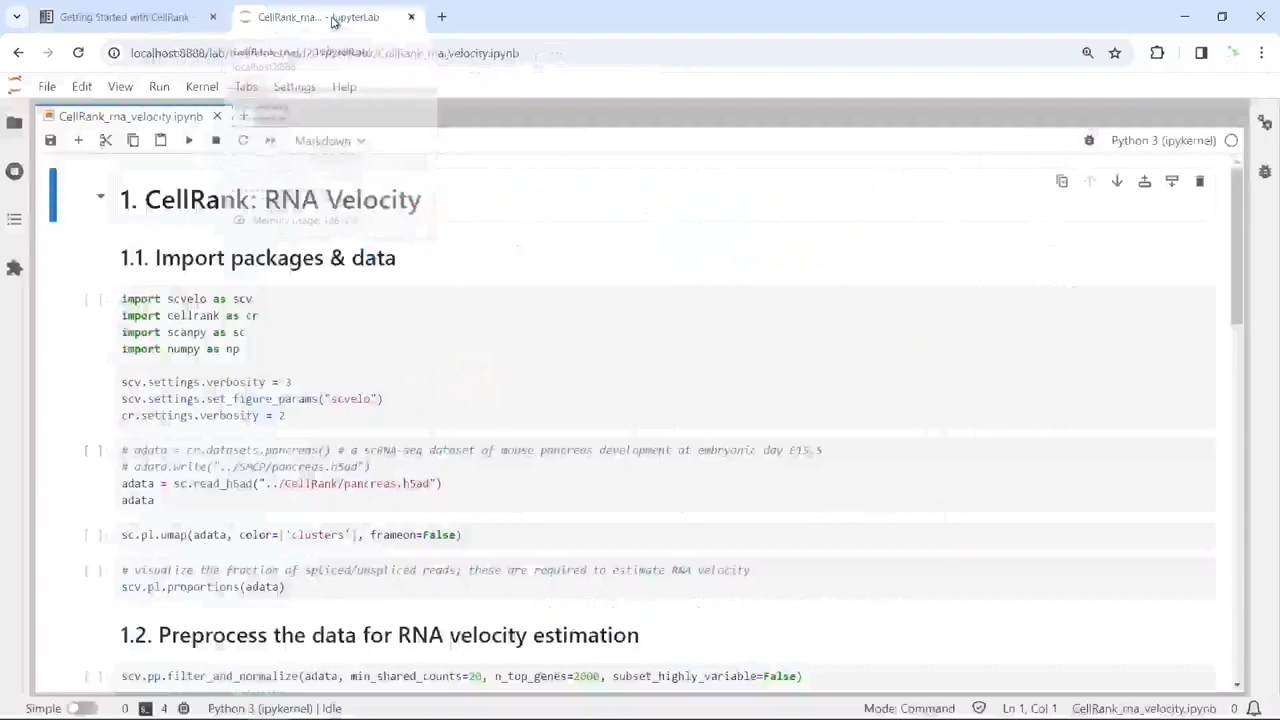 Getting Started with CellRank
CellRank_rna... - JupyterLab
CellRank_rna_velocity.ipynb
localhost8888
File Edit View Run Kernel Tabs Settings Help
CellRank_rna_velocity.ipynb
Markdown
Python 3 (ipykernel)
1. CellRank: RNA Velocity
Memory usage:
1.1. Import packages & data
[ ] import scvelo as scv
import cellrank as cr
import scanpy as sc
import numpy as np
scv.settings.verbosity = 3
scv.settings.set_figure_params("scvelo")
cr.settings.verbosity = 2
[ ] # adata = cr.datasets.pancreas() # a scRNA-seq dataset of mouse pancreas development at embryonic day E15.5
# adata.write("../SMCP/pancreas.h5ad")
adata = sc.read_h5ad("../CellRank/pancreas.h5ad")
adata
[ ] sc.pl.umap(adata, color=['clusters'], frameon=False)
[ ] # visualize the fraction of spliced/unspliced reads; these are required to estimate RNA velocity
scv.pl.proportions(adata)
1.2. Preprocess the data for RNA velocity estimation
[ ] scv.pp.filter_and_normalize(adata, min_shared_counts=20, n_top_genes=2000, subset_highly_variable=False)
Simple 0 4 Python 3 (ipykernel) | Idle Mode: Command Ln 1, Col 1 CellRank_rna_velocity.ipynb 0